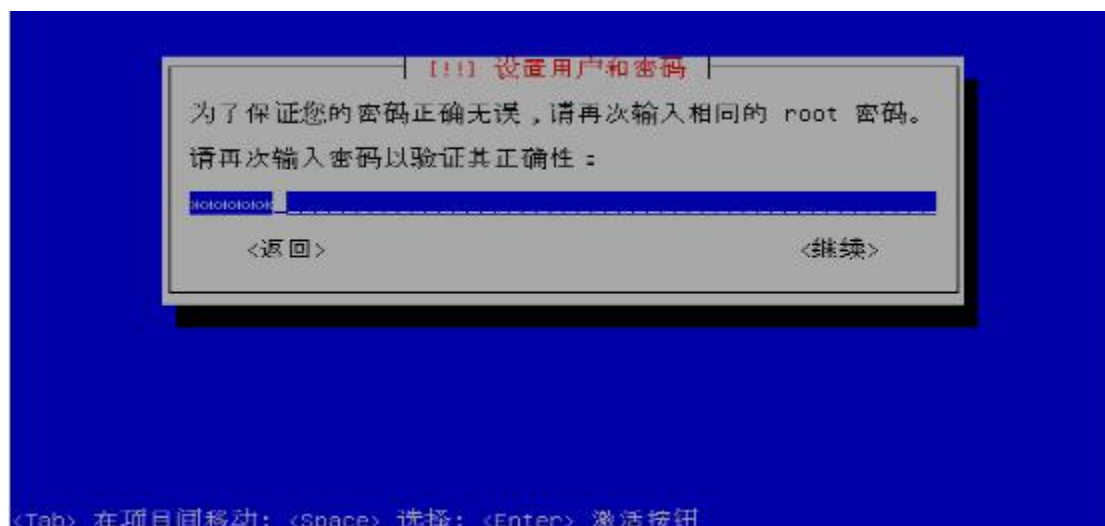 [!!] 设置用户和密码
为了保证您的密码正确无误,请再次输入相同的 root 密码。
请再次输入密码以验证其正确性:
******
<返回> <继续>
<Tab> 在项目间移动; <Space> 选择; <Enter> 激活按钮